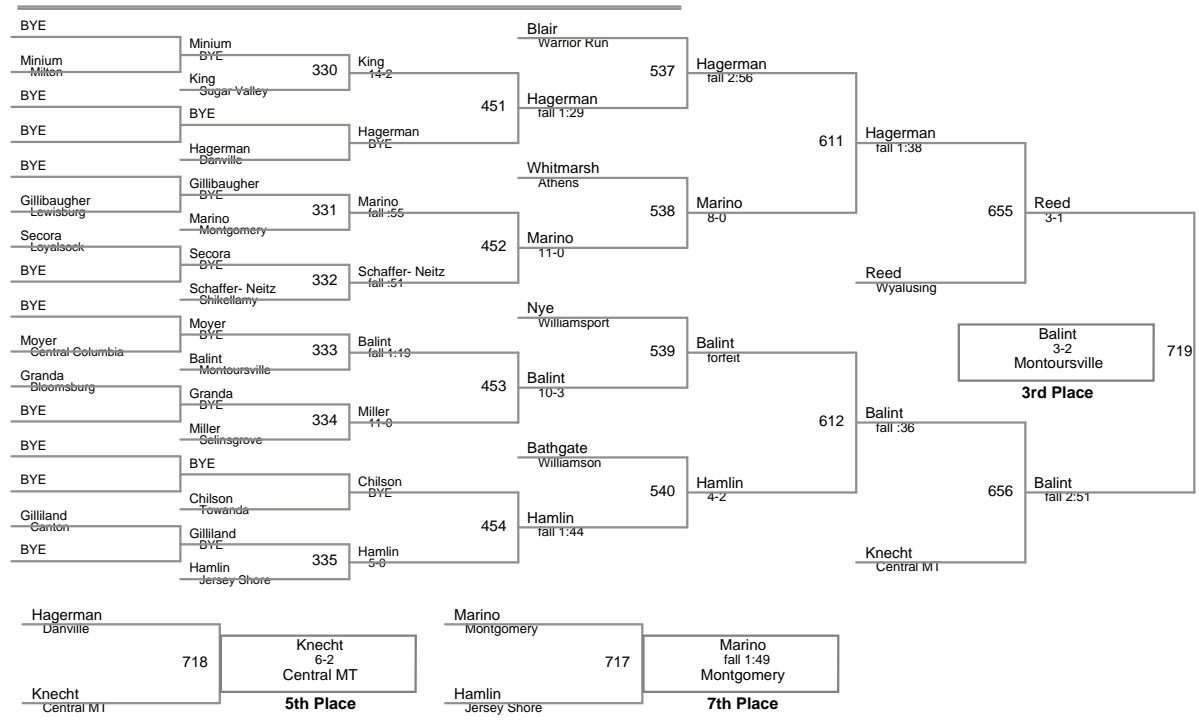 BYE
Minium
Milton
BYE
BYE
BYE
Gillibaugher
Lewisburg
Secora
Loyalsock
BYE
BYE
Moyer
Central Columbia
Granda
Bloomsburg
BYE
BYE
BYE
Gilliland
Canton
BYE
Minium
BYE
330
King
Sugar Valley
BYE
Hagerman
Danville
Gillibaugher
BYE
331
Marino
Montgomery
Secora
BYE
332
Schaffer- Neitz
Shikellamy
Moyer
BYE
333
Balint
Montoursville
Granda
BYE
334
Miller
Selinsgrove
BYE
Chilson
Towanda
Gilliland
BYE
335
Hamlin
Jersey Shore
King
14-2
451
Hagerman
BYE
Marino
fall :55
452
Schaffer- Neitz
fall :51
Balint
fall 1:19
453
Miller
11-0
Chilson
BYE
454
Hamlin
5-0
Blair
Warrior Run
537
Hagerman
fall 1:29
Whitmarsh
Athens
538
Marino
11-0
Nye
Williamsport
539
Balint
10-3
Bathgate
Williamson
540
Hamlin
fall 1:44
Hagerman
fall 2:56
611
Marino
8-0
Balint
forfeit
612
Hamlin
4-2
Hagerman
fall 1:38
655
Reed
Wyalusing
Balint
fall :36
656
Knecht
Central MT
Reed
3-1
719
Balint
fall 2:51
Balint
3-2
Montoursville
3rd Place
Hagerman
Danville
718
Knecht
Central MT
Knecht
6-2
Central MT
5th Place
Marino
Montgomery
717
Hamlin
Jersey Shore
Marino
fall 1:49
Montgomery
7th Place